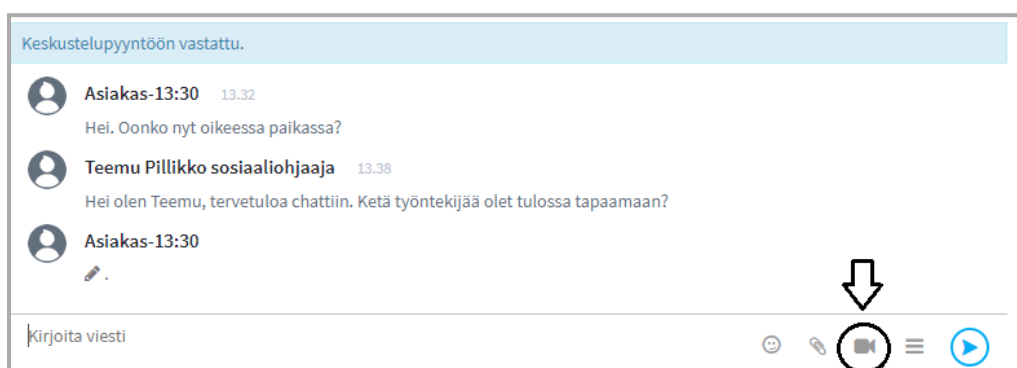 Keskustelupyyntöön vastattu.
Asiakas-13:30 13.32
Hei. Oonko nyt oikeessa paikassa?
Teemu Pillikko sosiaaliohjaaja 13.38
Hei olen Teemu, tervetuloa chattiin. Ketä työntekijää olet tulossa tapaamaan?
Asiakas-13:30
.
Kirjoita viesti